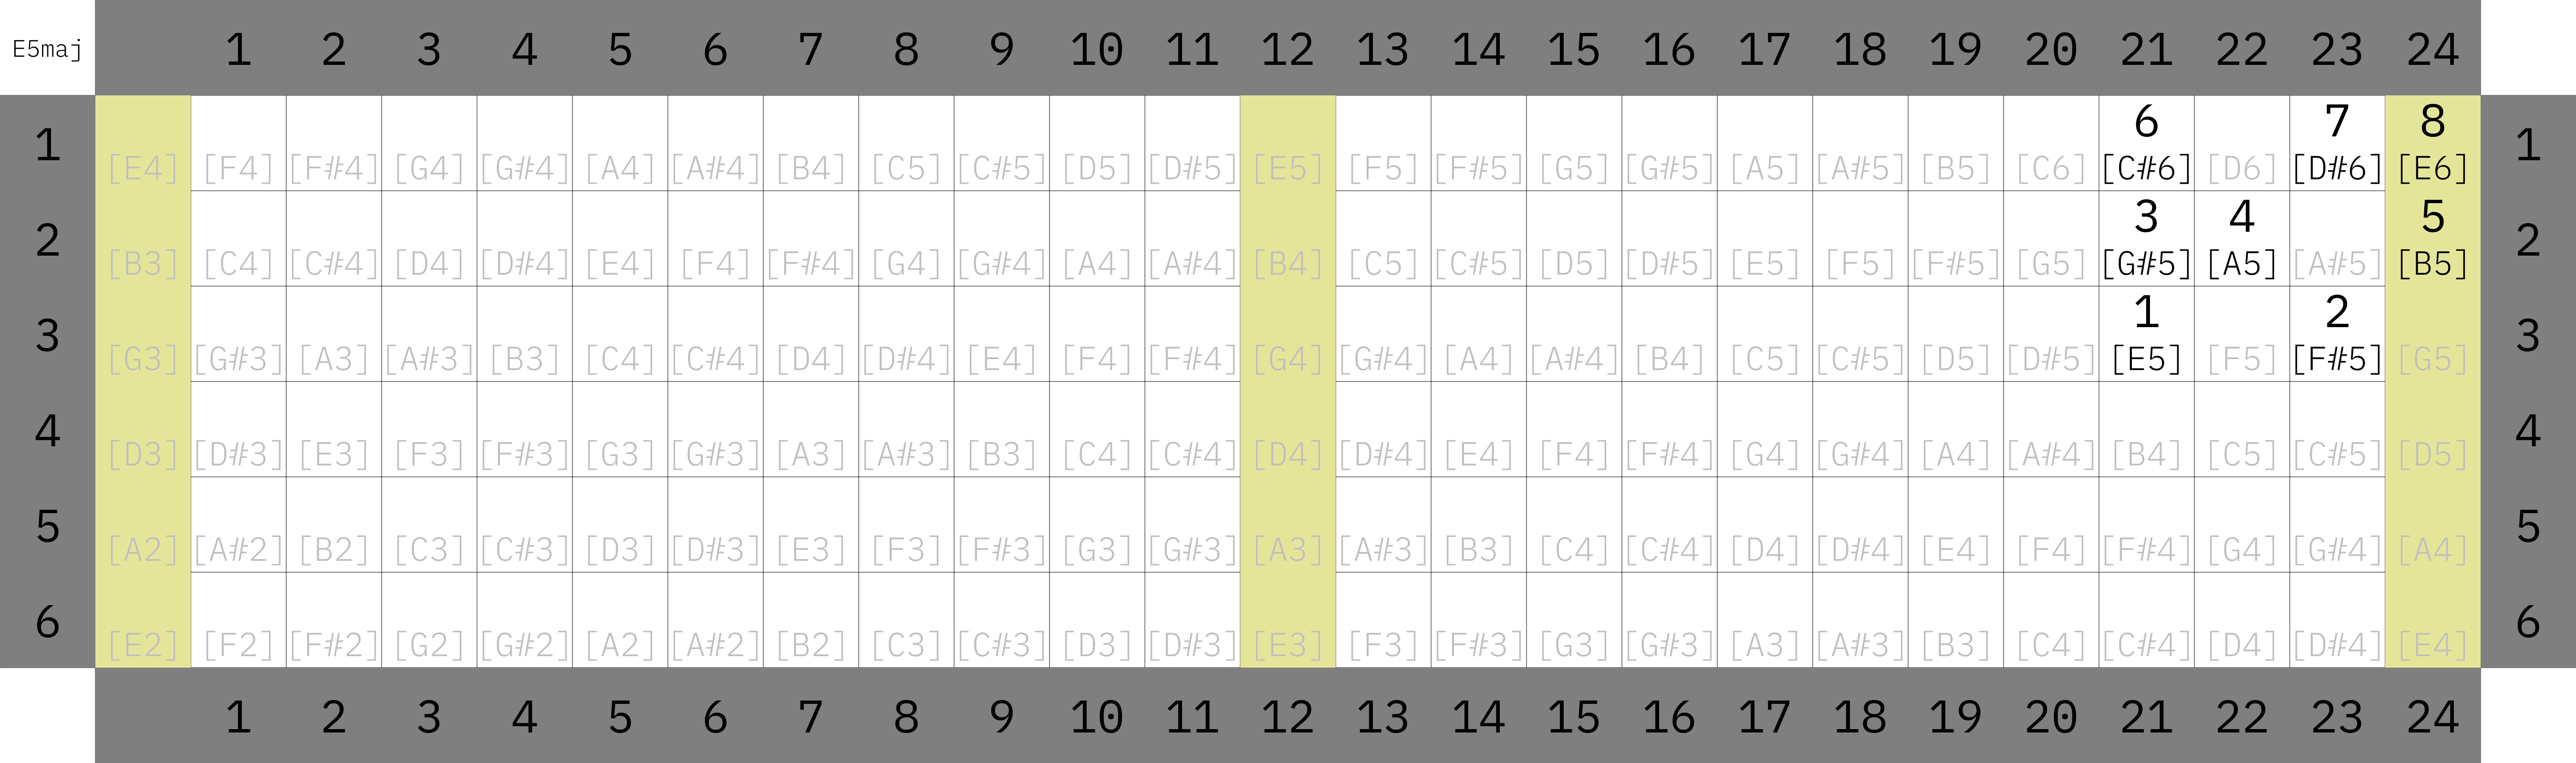 E5maj 1 2 3 4 5 6 7 8 9 10 11 12 13 14 15 16 17 18 19 20 21 22 23 24
6 7 8
1 [E4] [F4] [F#4] [G4] [G#4] [A4] [A#4] [B4] [C5] [C#5] [D5] [D#5] [E5] [F5] [F#5] [G5] [G#5] [A5] [A#5] [B5] [C6] [C#6] [D6] [D#6] [E6] 1
3 4 5
2 [B3] [C4] [C#4] [D4] [D#4] [E4] [F4] [F#4] [G4] [G#4] [A4] [A#4] [B4] [C5] [C#5] [D5] [D#5] [E5] [F5] [F#5] [G5] [G#5] [A5] [A#5] [B5] 2
1 2
3 [G3] [G#3] [A3] [A#3] [B3] [C4] [C#4] [D4] [D#4] [E4] [F4] [F#4] [G4] [G#4] [A4] [A#4] [B4] [C5] [C#5] [D5] [D#5] [E5] [F5] [F#5] [G5] 3
4 [D3] [D#3] [E3] [F3] [F#3] [G3] [G#3] [A3] [A#3] [B3] [C4] [C#4] [D4] [D#4] [E4] [F4] [F#4] [G4] [G#4] [A4] [A#4] [B4] [C5] [C#5] [D5] 4
5 [A2] [A#2] [B2] [C3] [C#3] [D3] [D#3] [E3] [F3] [F#3] [G3] [G#3] [A3] [A#3] [B3] [C4] [C#4] [D4] [D#4] [E4] [F4] [F#4] [G4] [G#4] [A4] 5
6 [E2] [F2] [F#2] [G2] [G#2] [A2] [A#2] [B2] [C3] [C#3] [D3] [D#3] [E3] [F3] [F#3] [G3] [G#3] [A3] [A#3] [B3] [C4] [C#4] [D4] [D#4] [E4] 6
1 2 3 4 5 6 7 8 9 10 11 12 13 14 15 16 17 18 19 20 21 22 23 24